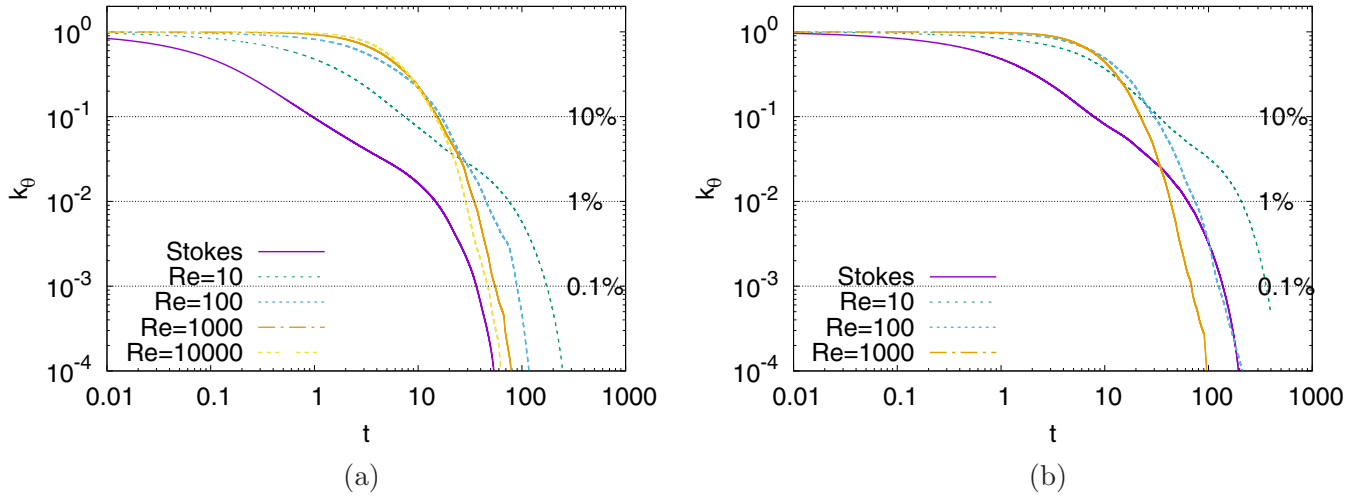 10^0
10^-1
10^-2
10^-3
10^-4
k_θ
10%
1%
0.1%
Stokes
Re=10
Re=100
Re=1000
Re=10000
0.01 0.1 1 10 100 1000
t
(a)
10^0
10^-1
10^-2
10^-3
10^-4
k_θ
10%
1%
0.1%
Stokes
Re=10
Re=100
Re=1000
0.01 0.1 1 10 100 1000
t
(b)